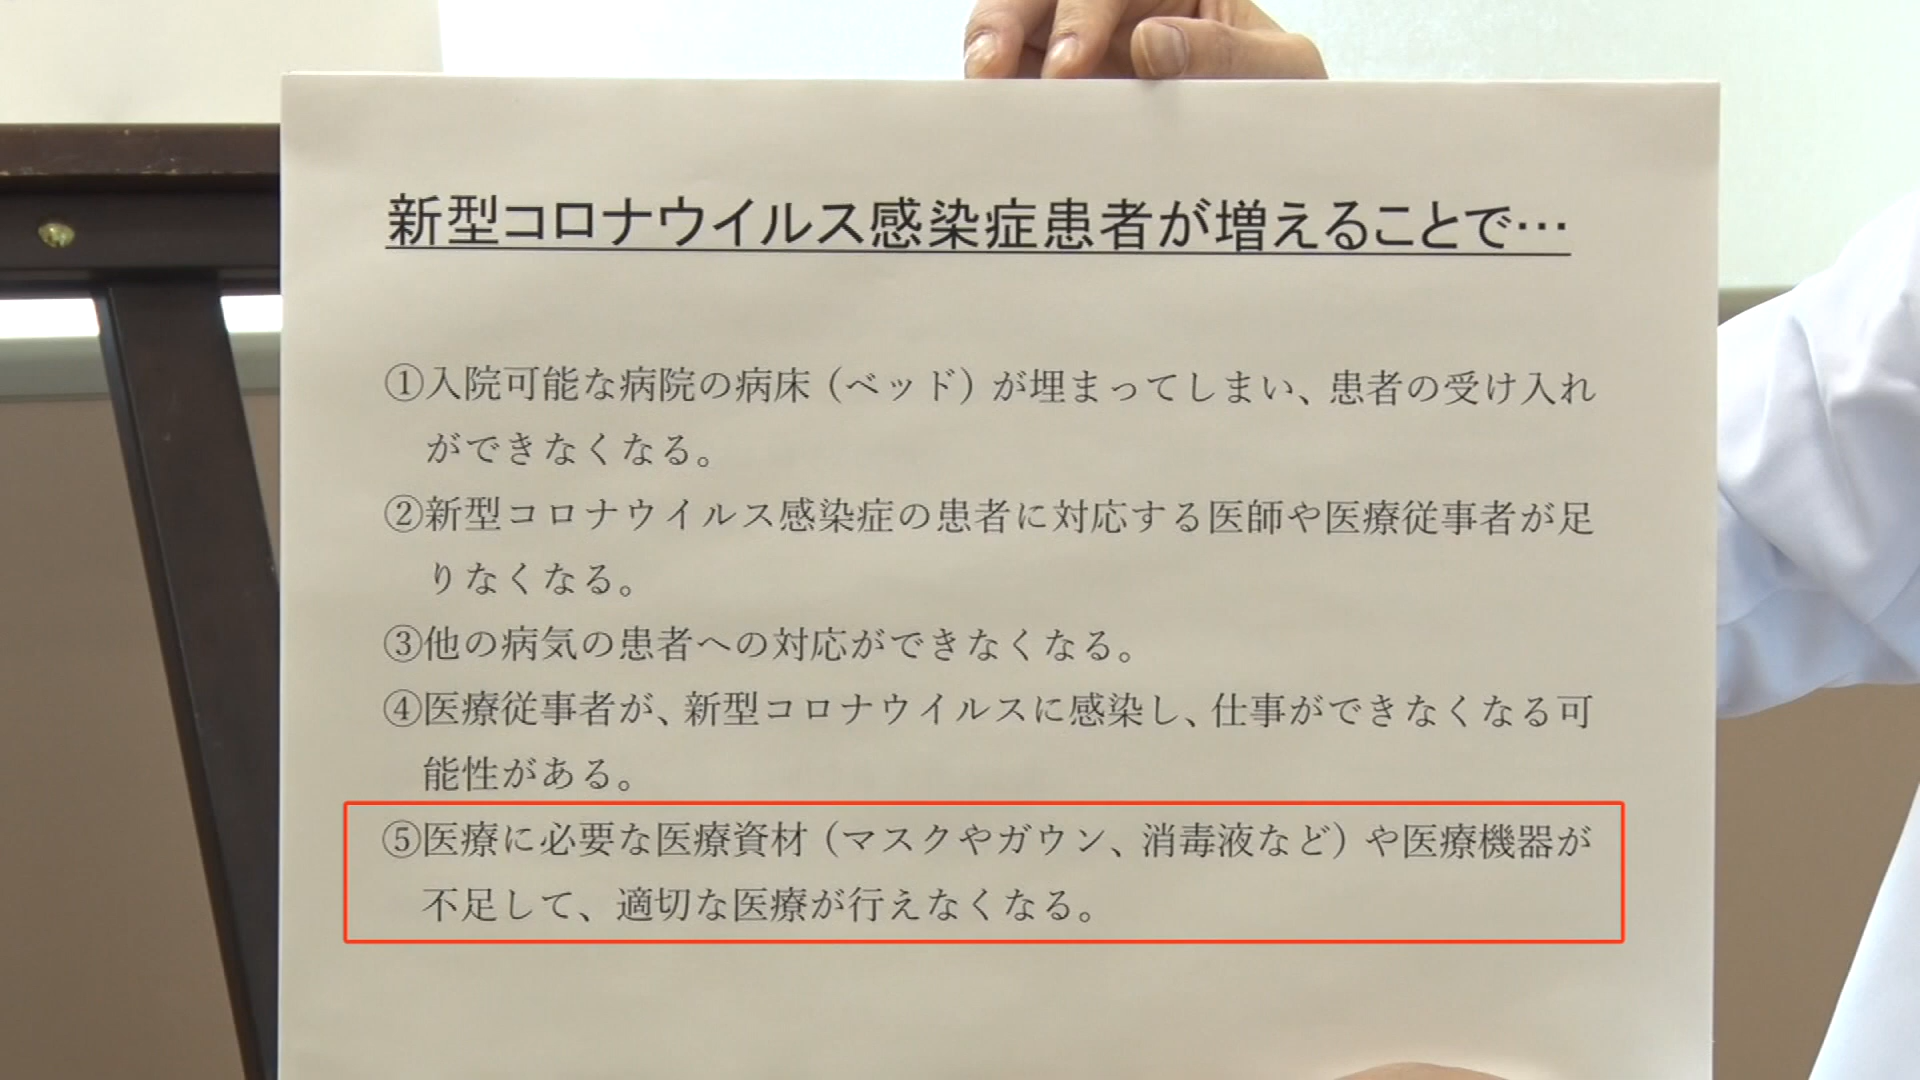 新型コロナウイルス感染症患者が増えることで…
①入院可能な病院の病床（ベッド）が埋まってしまい、患者の受け入れ
ができなくなる。
②新型コロナウイルス感染症の患者に対応する医師や医療従事者が足
りなくなる。
③他の病気の患者への対応ができなくなる。
④医療従事者が、新型コロナウイルスに感染し、仕事ができなくなる可
能性がある。
⑤医療に必要な医療資材（マスクやガウン、消毒液など）や医療機器が
不足して、適切な医療が行えなくなる。